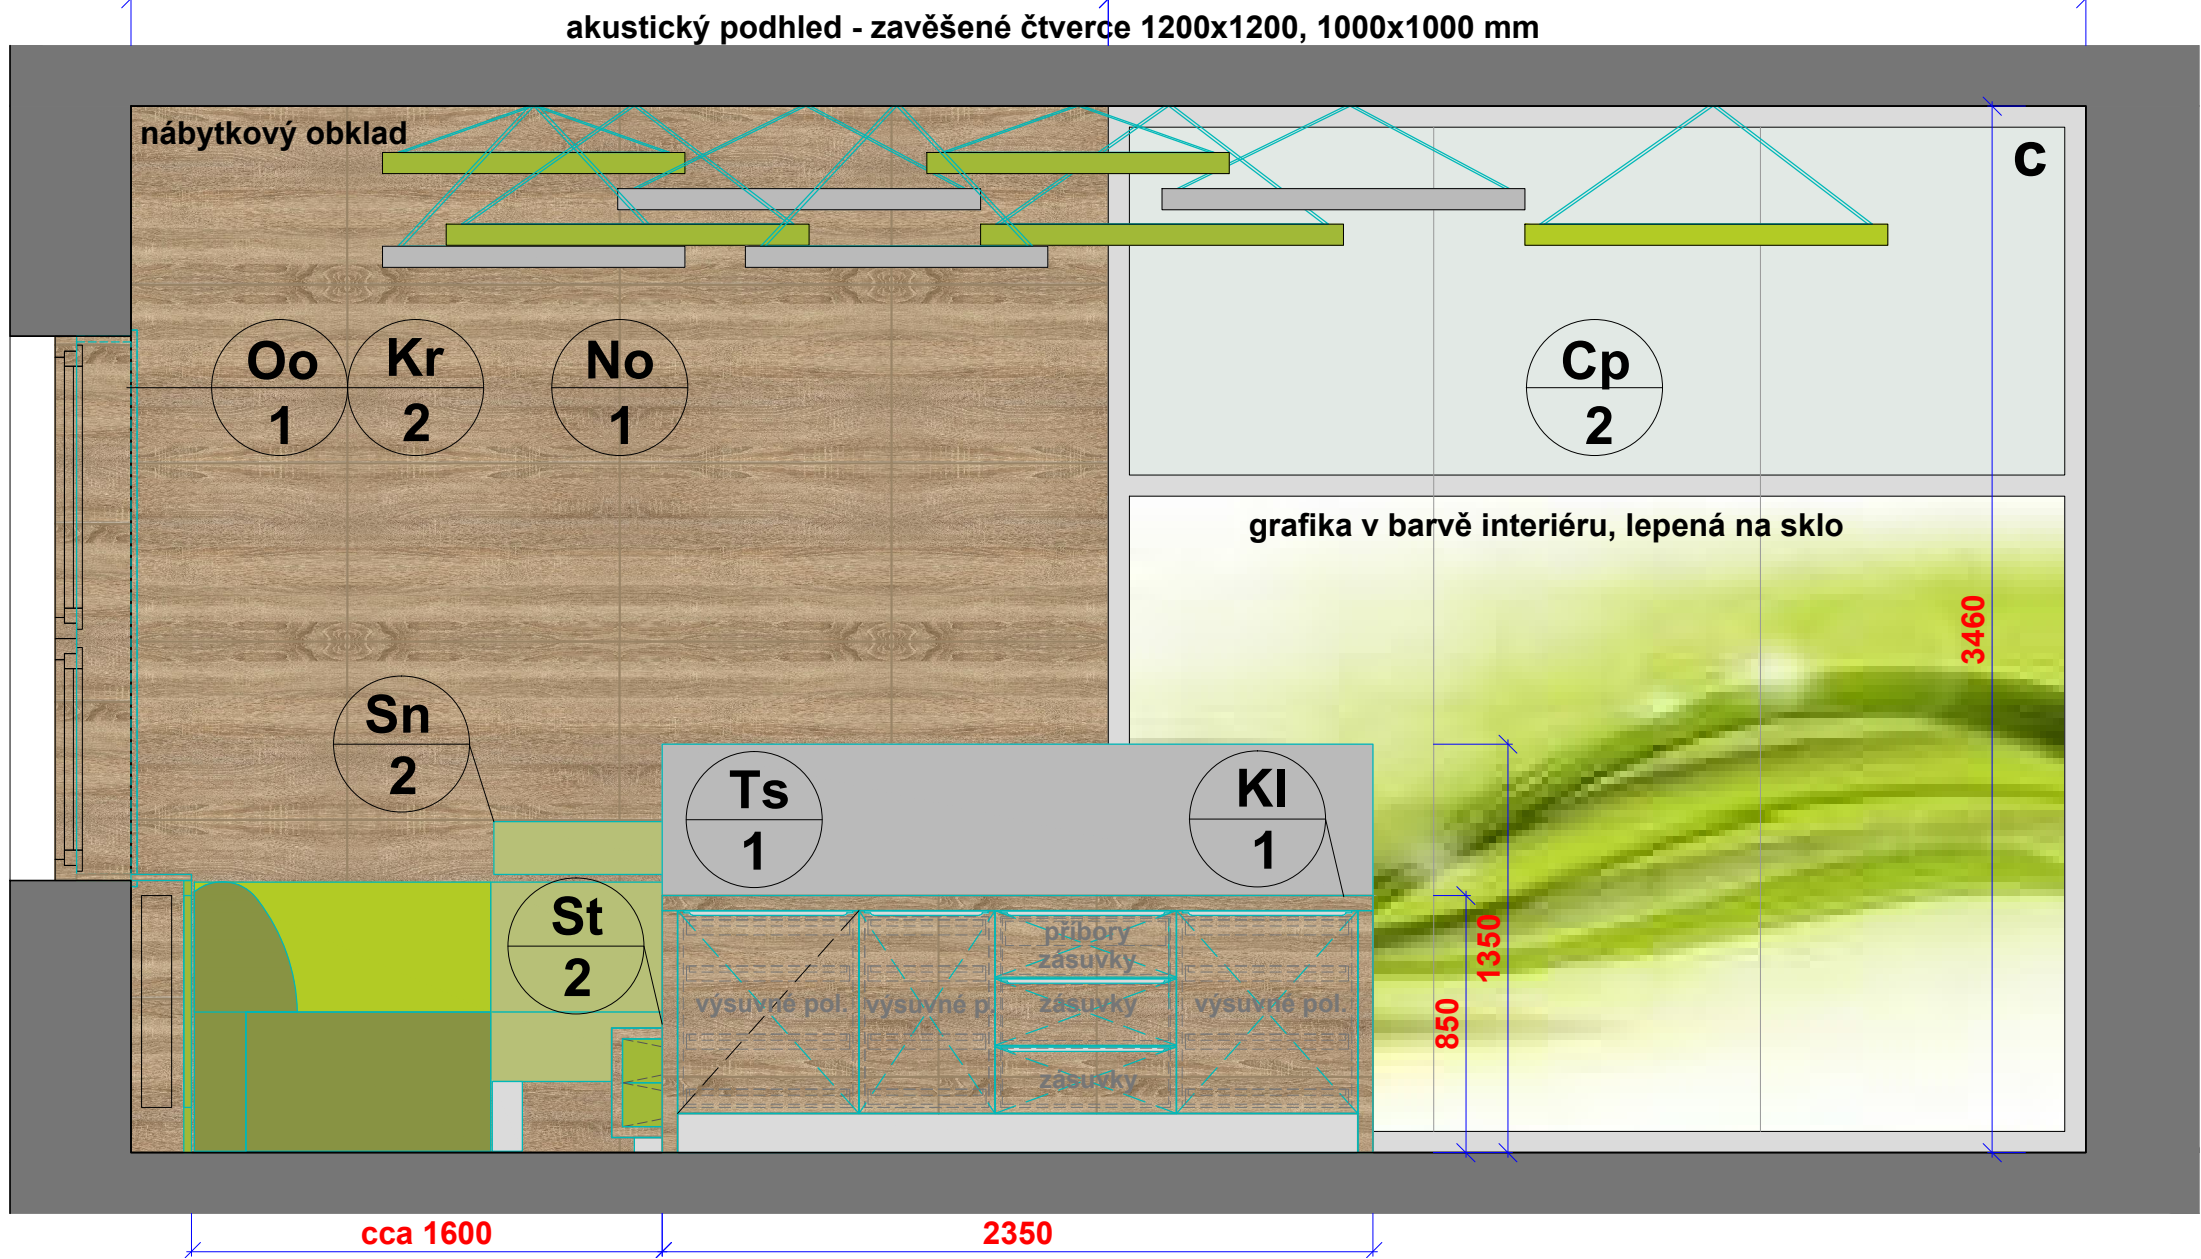 akustický podhled - zavěšené čtverce 1200x1200, 1000x1000 mm
nábytkový obklad
C
Oo
1
Kr
2
No
1
Cp
2
grafika v barvě interiéru, lepená na sklo
3460
Sn
2
Ts
1
Kl
1
St
2
příbory
zásuvky
výsuvné pol.
výsuvné p.
zásuvky
výsuvné pol.
zásuvky
1350
850
cca 1600
2350